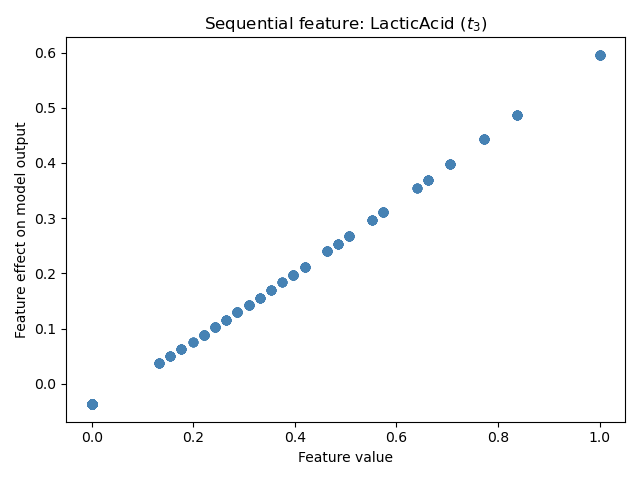 Sequential feature: LacticAcid ($t_3$)
Feature effect on model output
0.6
0.5
0.4
0.3
0.2
0.1
0.0
0.0 0.2 0.4 0.6 0.8 1.0
Feature value